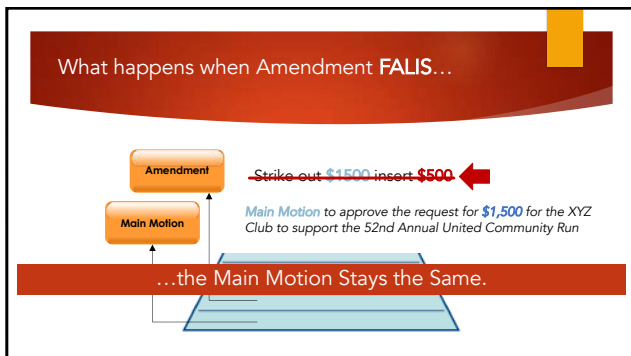 What happens when Amendment FALIS...
Amendment
Strike out $1500 insert $500
Main Motion
Main Motion to approve the request for $1,500 for the XYZ
Club to support the 52nd Annual United Community Run
...the Main Motion Stays the Same.